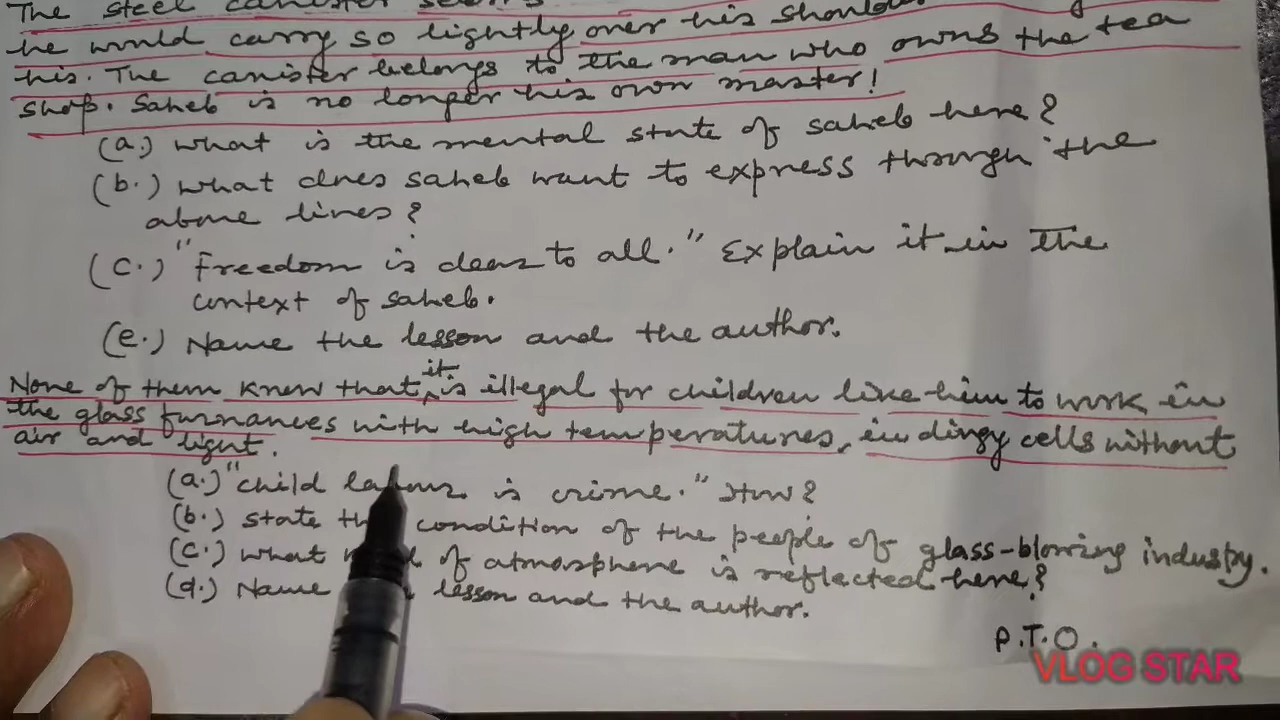 The steel canister seems
he would carry so lightly over his should
his. The canister belongs to the man who owns the tea
shop. Saheb is no longer his own master!
(a.) what is the mental state of saheb here?
(b.) what does saheb want to express through the
above lines?
(c.) "Freedom is dear to all." Explain it in the
context of saheb.
(e.) Name the lesson and the author.
None of them knew that it is illegal for children like him to work in
the glass furnances with high temperatures, in dingy cells without
air and light.
(a.) "child labour is crime." How?
(b.) state the condition of the people of glass-blowing industry.
(c.) what of atmosphere is reflected here?
(d.) Name lesson and the author.
P.T.O.
VLOG STAR